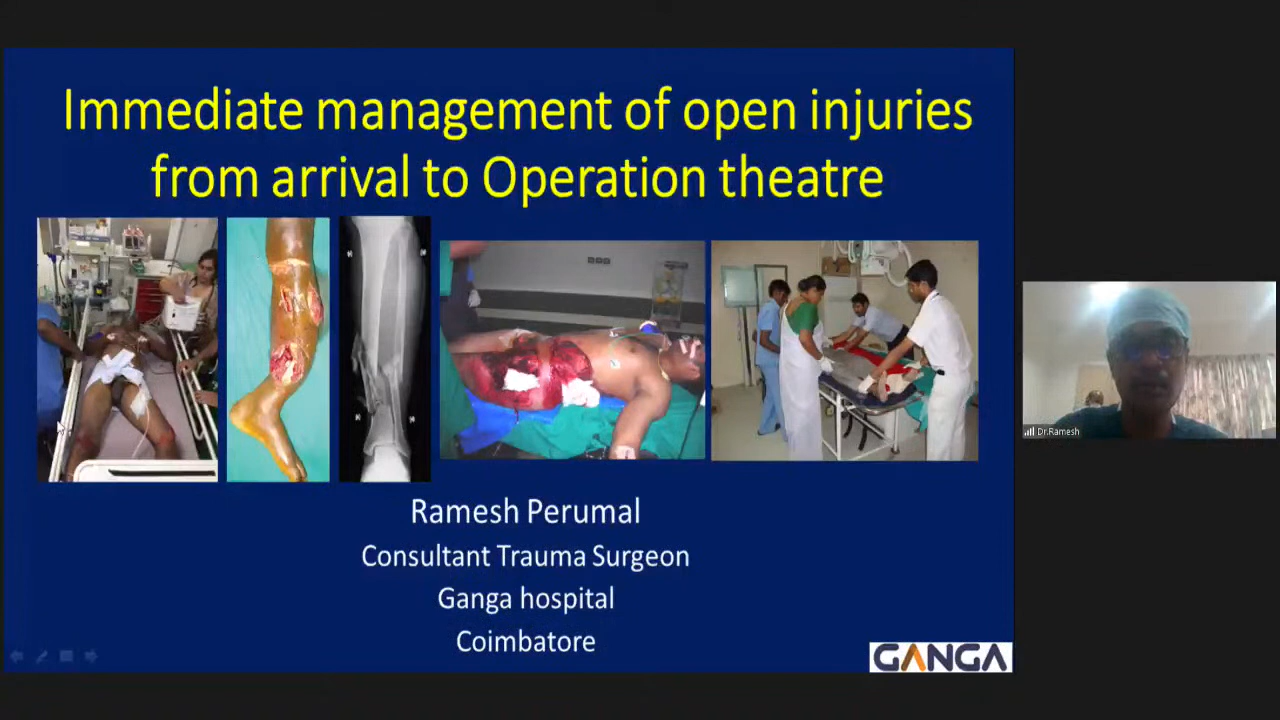 Immediate management of open injuries
from arrival to Operation theatre
Ramesh Perumal
Consultant Trauma Surgeon
Ganga hospital
Coimbatore
GANGA
Dr.Ramesh